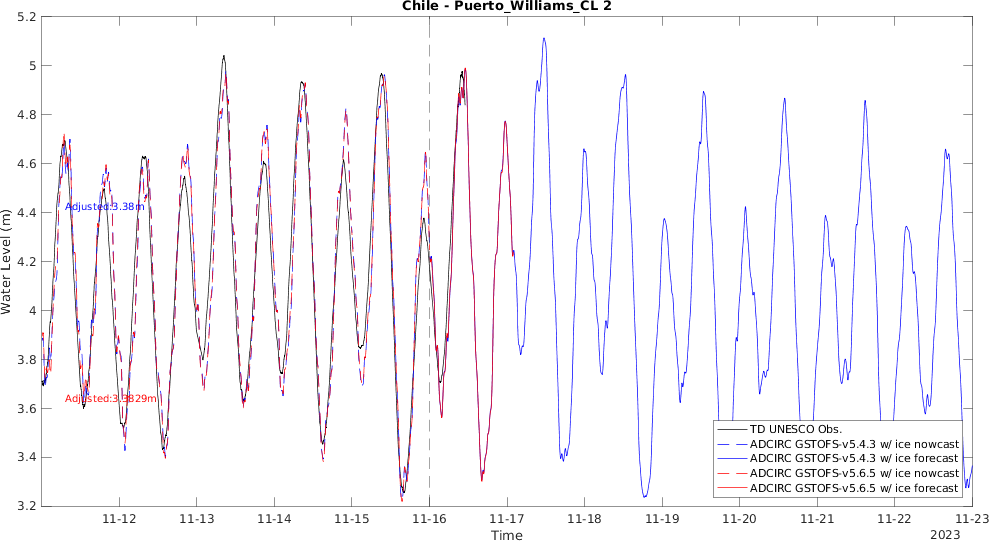 Chile - Puerto_Williams_CL 2
5.2
5
4.8
4.6
4.4
4.2
4
3.8
3.6
3.4
3.2
Water Level (m)
Adjusted:3.38m
Adjusted:3.3829m
TD UNESCO Obs.
ADCIRC GSTOFS-v5.4.3 w/ ice nowcast
ADCIRC GSTOFS-v5.4.3 w/ ice forecast
ADCIRC GSTOFS-v5.6.5 w/ ice nowcast
ADCIRC GSTOFS-v5.6.5 w/ ice forecast
11-12 11-13 11-14 11-15 11-16 11-17 11-18 11-19 11-20 11-21 11-22 11-23
Time
2023